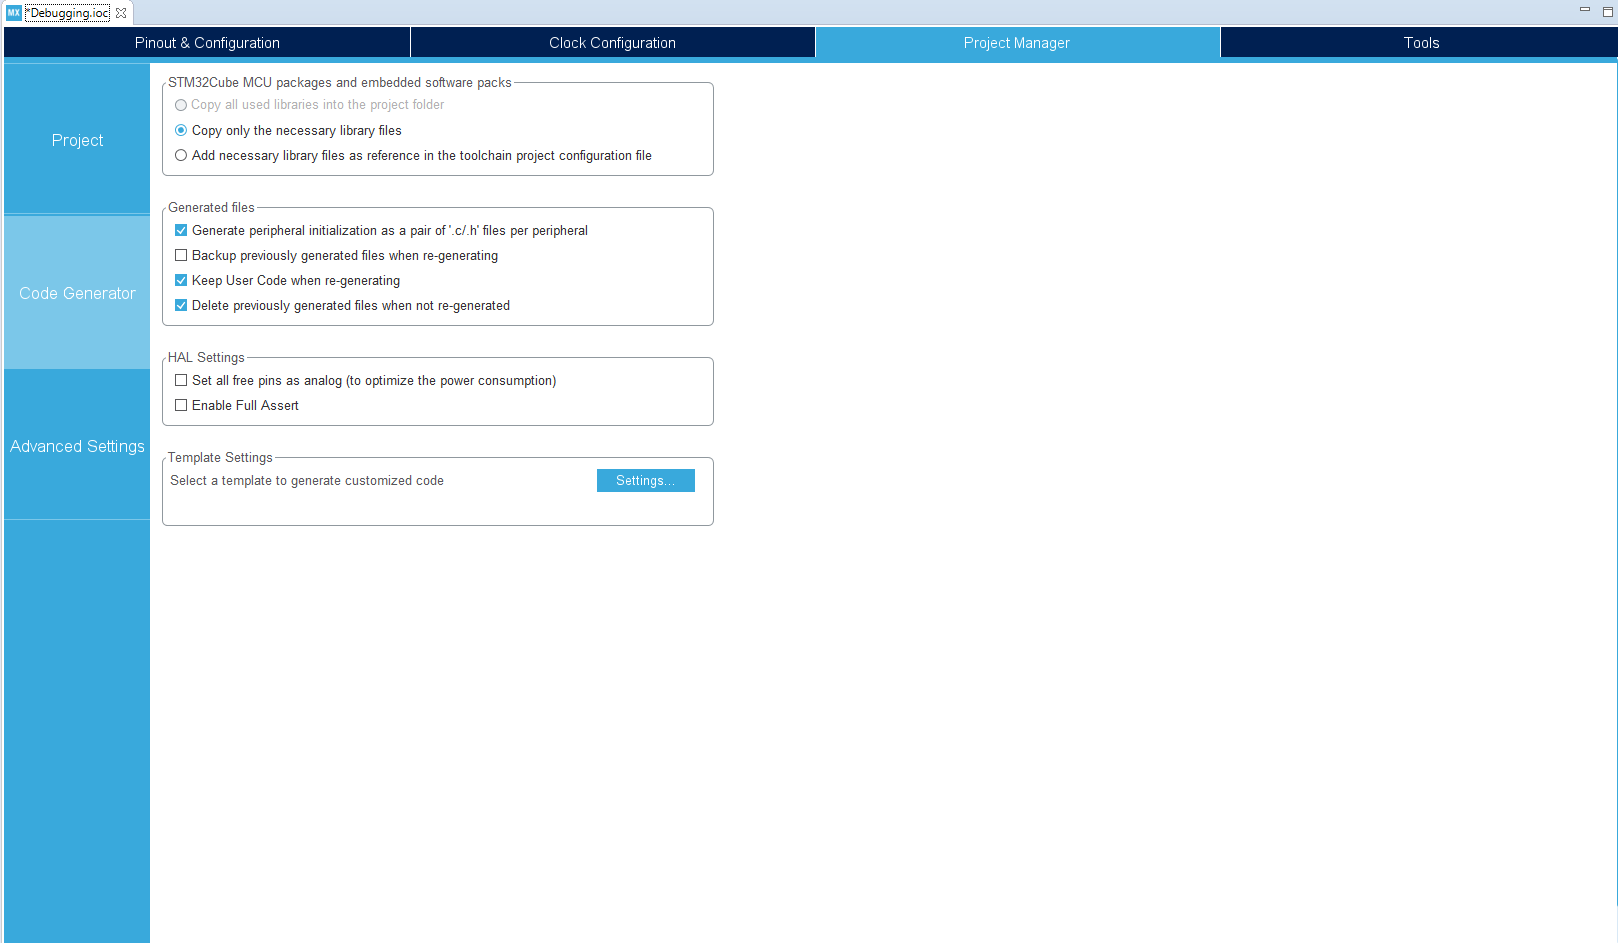 MX *Debugging.ioc
Pinout & Configuration
Clock Configuration
Project Manager
Tools
Project
Code Generator
Advanced Settings
STM32Cube MCU packages and embedded software packs
Copy all used libraries into the project folder
Copy only the necessary library files
Add necessary library files as reference in the toolchain project configuration file
Generated files
Generate peripheral initialization as a pair of '.c/.h' files per peripheral
Backup previously generated files when re-generating
Keep User Code when re-generating
Delete previously generated files when not re-generated
HAL Settings
Set all free pins as analog (to optimize the power consumption)
Enable Full Assert
Template Settings
Select a template to generate customized code
Settings...